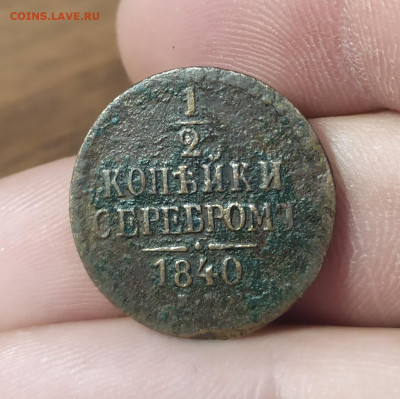 COINS.LAVE.RU
1
2
КОПѢЙКИ
СЕРЕБРОМЪ
1840